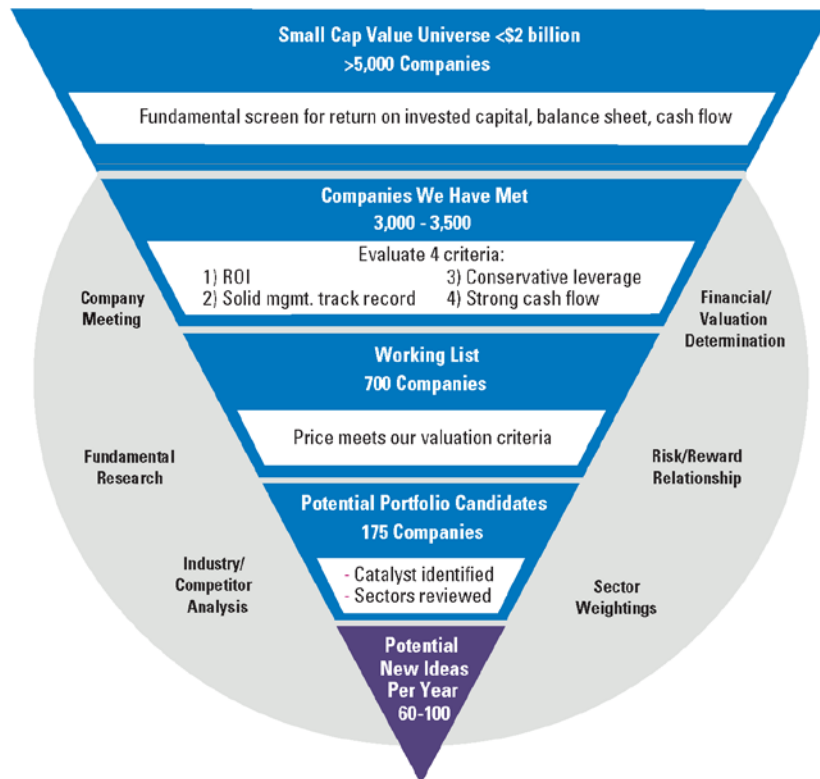 Small Cap Value Universe <$2 billion
>5,000 Companies
Fundamental screen for return on invested capital, balance sheet, cash flow
Companies We Have Met
3,000 - 3,500
Evaluate 4 criteria:
1) ROI
3) Conservative leverage
2) Solid mgmt. track record
4) Strong cash flow
Company
Meeting
Financial/
Valuation
Determination
Working List
700 Companies
Price meets our valuation criteria
Fundamental
Research
Risk/Reward
Relationship
Potential Portfolio Candidates
175 Companies
- Catalyst identified
- Sectors reviewed
Industry/
Competitor
Analysis
Sector
Weightings
Potential
New Ideas
Per Year
60-100